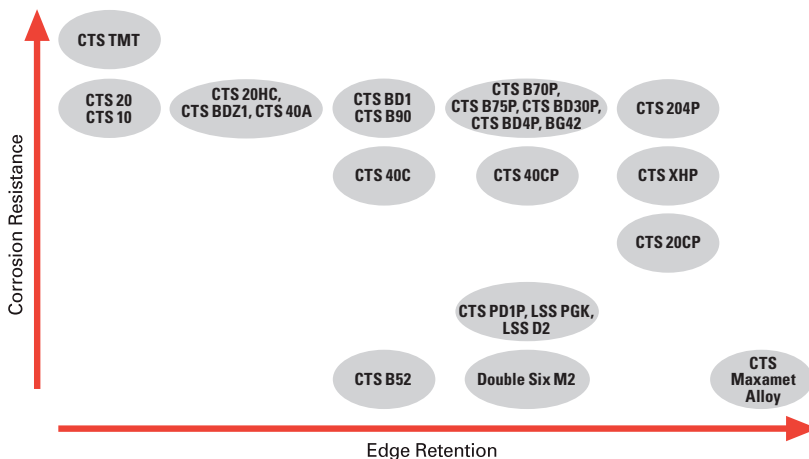 CTS TMT
CTS 20
CTS 10
CTS 20HC,
CTS BDZ1, CTS 40A
CTS BD1
CTS B90
CTS B70P,
CTS B75P, CTS BD30P,
CTS BD4P, BG42
CTS 204P
CTS 40C
CTS 40CP
CTS XHP
CTS 20CP
CTS PD1P, LSS PGK,
LSS D2
CTS B52
Double Six M2
CTS
Maxamet
Alloy
Corrosion Resistance
Edge Retention